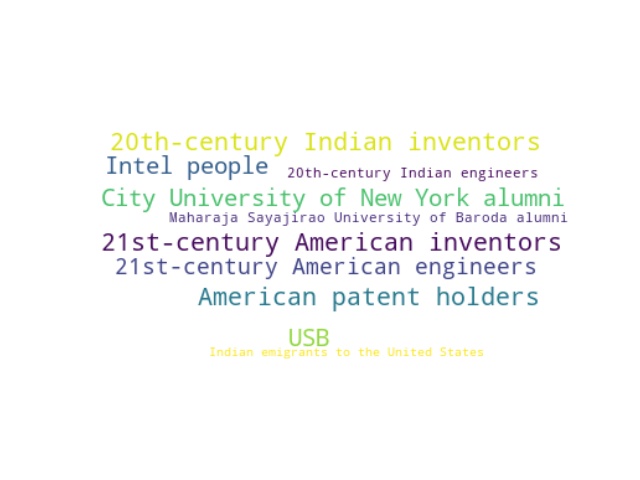 20th-century Indian inventors
Intel people
20th-century Indian engineers
City University of New York alumni
Maharaja Sayajirao University of Baroda alumni
21st-century American inventors
21st-century American engineers
American patent holders
USB
Indian emigrants to the United States